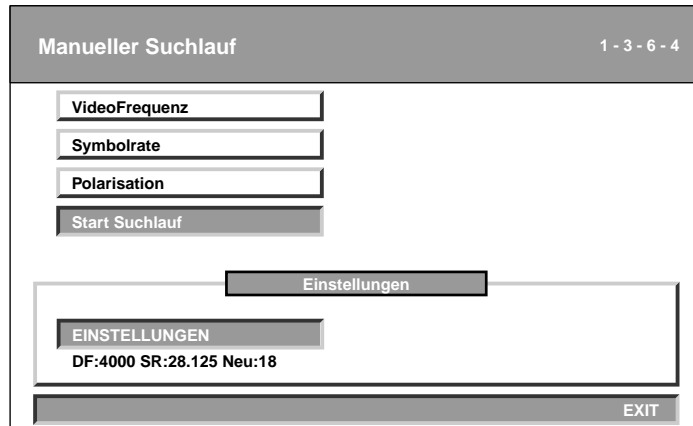 Manueller Suchlauf 1 - 3 - 6 - 4
VideoFrequenz
Symbolrate
Polarisation
Start Suchlauf
Einstellungen
EINSTELLUNGEN
DF:4000 SR:28.125 Neu:18
EXIT